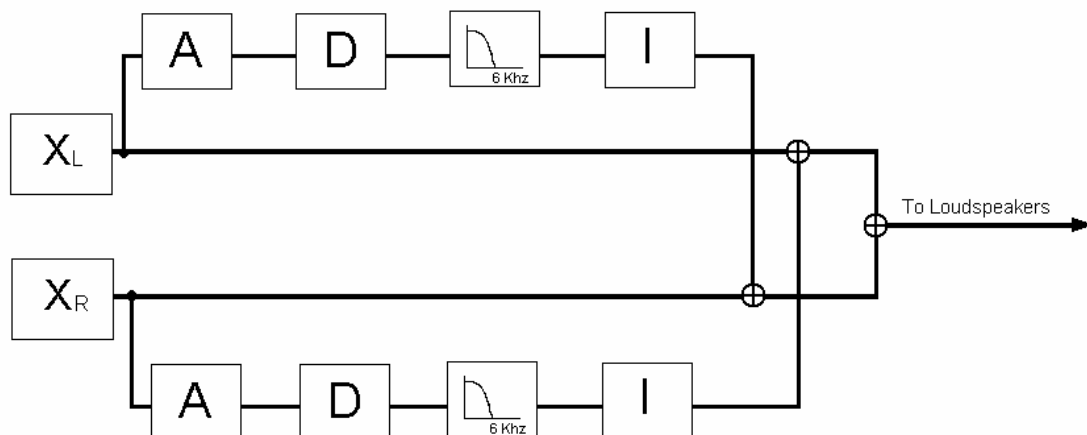 A D 6 Khz I
XL
To Loudspeakers
XR
A D 6 Khz I